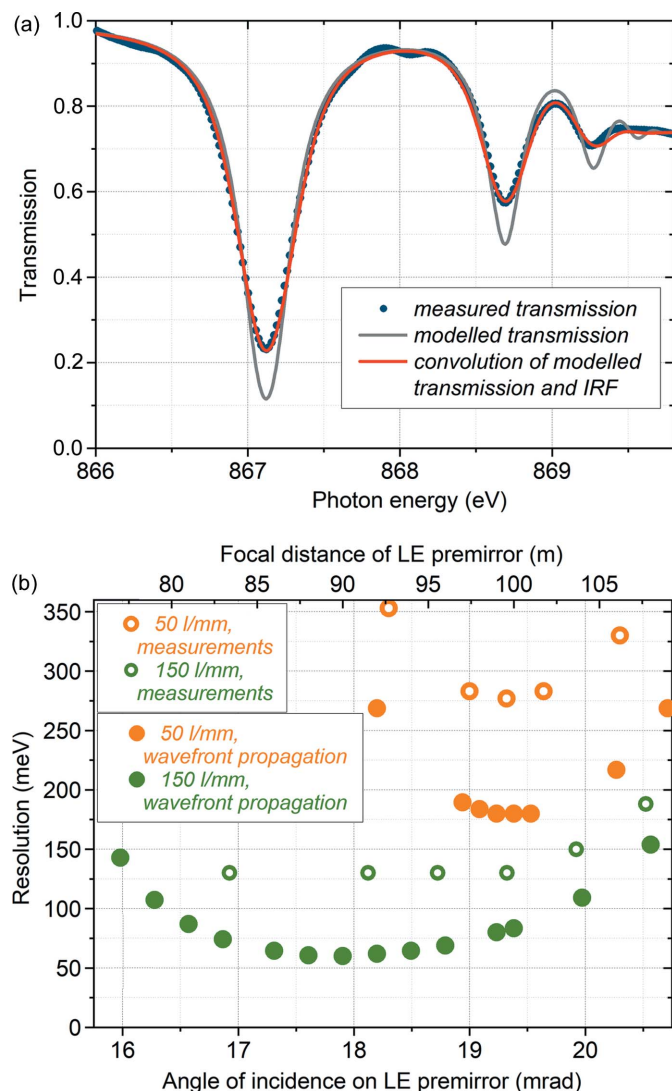 (a)
1.0
0.8
0.6
0.4
0.2
0.0
Transmission
measured transmission
modelled transmission
convolution of modelled
transmission and IRF
866
867
868
869
Photon energy (eV)
Focal distance of LE premirror (m)
(b)
80
85
90
95
100
105
350
300
250
200
150
100
50
0
Resolution (meV)
50 l/mm,
measurements
150 l/mm,
measurements
50 l/mm,
wavefront propagation
150 l/mm,
wavefront propagation
16
17
18
19
20
Angle of incidence on LE premirror (mrad)